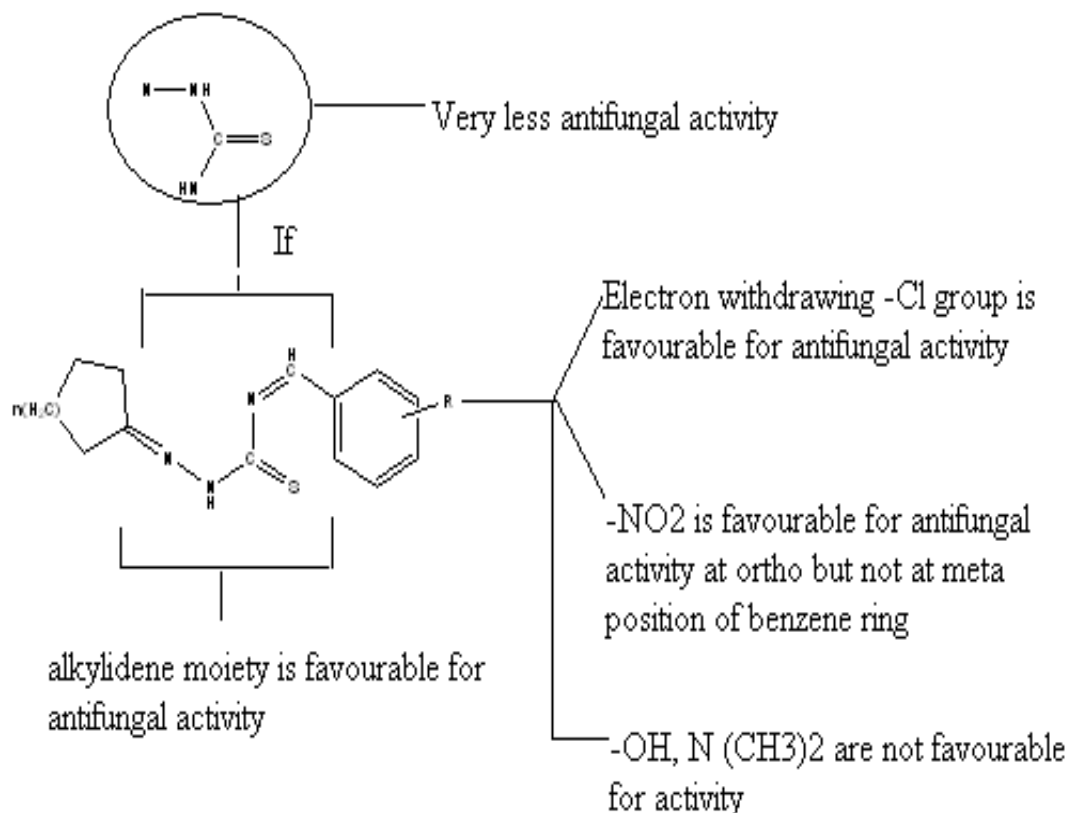 N
NH
C
S
HN
Very less antifungal activity
If
Electron withdrawing -Cl group is
favourable for antifungal activity
H
C
N
R
n(H2C)
N
C
S
N
H
-NO2 is favourable for antifungal
activity at ortho but not at meta
position of benzene ring
alkylidene moiety is favourable for
antifungal activity
-OH, N (CH3)2 are not favourable
for activity